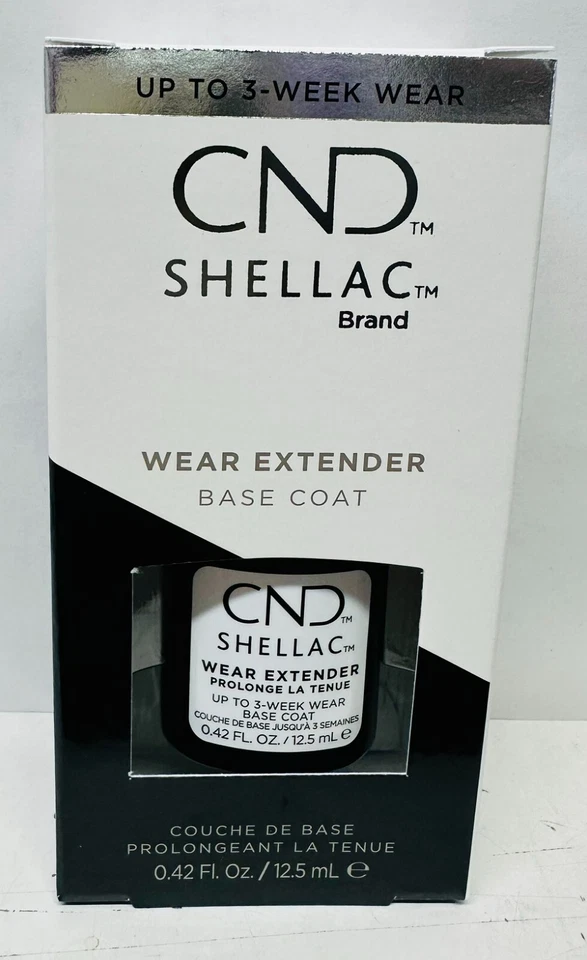 UP TO 3-WEEK WEAR
CND™
SHELLAC™
Brand
WEAR EXTENDER
BASE COAT
CND™
SHELLAC™
WEAR EXTENDER
PROLONGE LA TENUE
UP TO 3-WEEK WEAR
BASE COAT
COUCHE DE BASE JUSQU'À 3 SEMAINES
0.42 FL. OZ. / 12.5 mL ℮
COUCHE DE BASE
PROLONGEANT LA TENUE
0.42 Fl. Oz. / 12.5 mL ℮